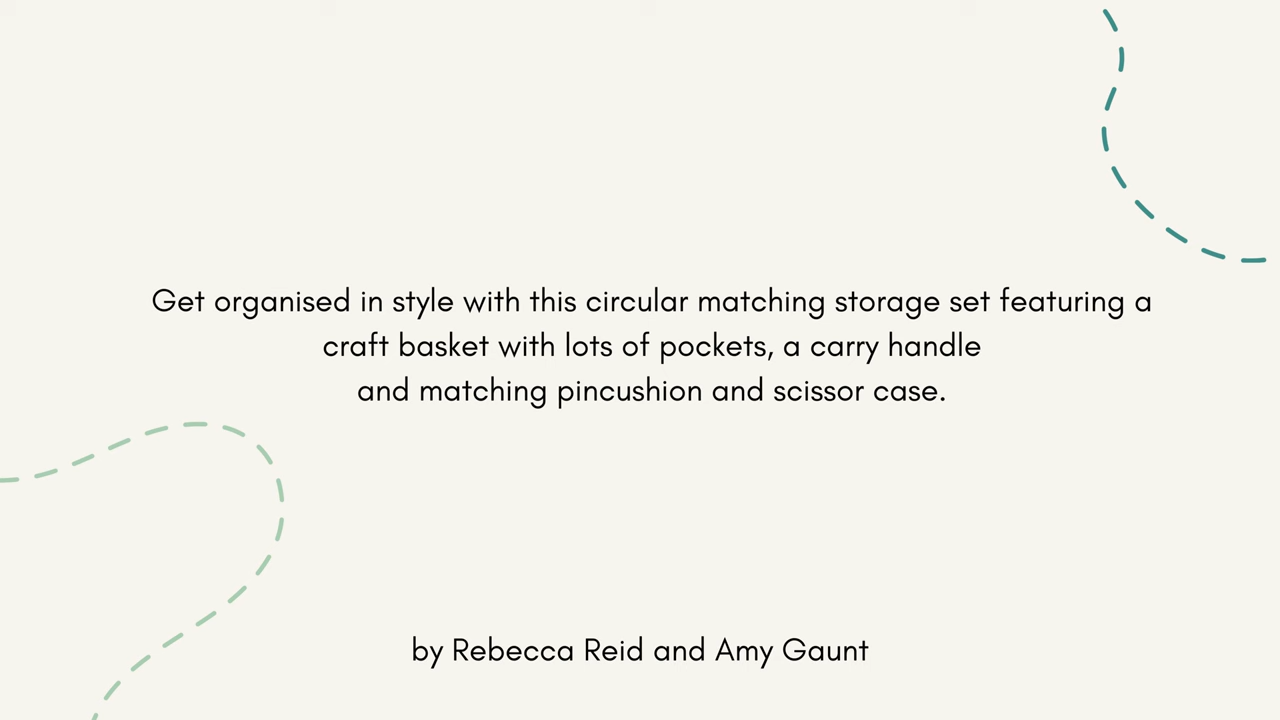 Get organised in style with this circular matching storage set featuring a
craft basket with lots of pockets, a carry handle
and matching pincushion and scissor case.
by Rebecca Reid and Amy Gaunt